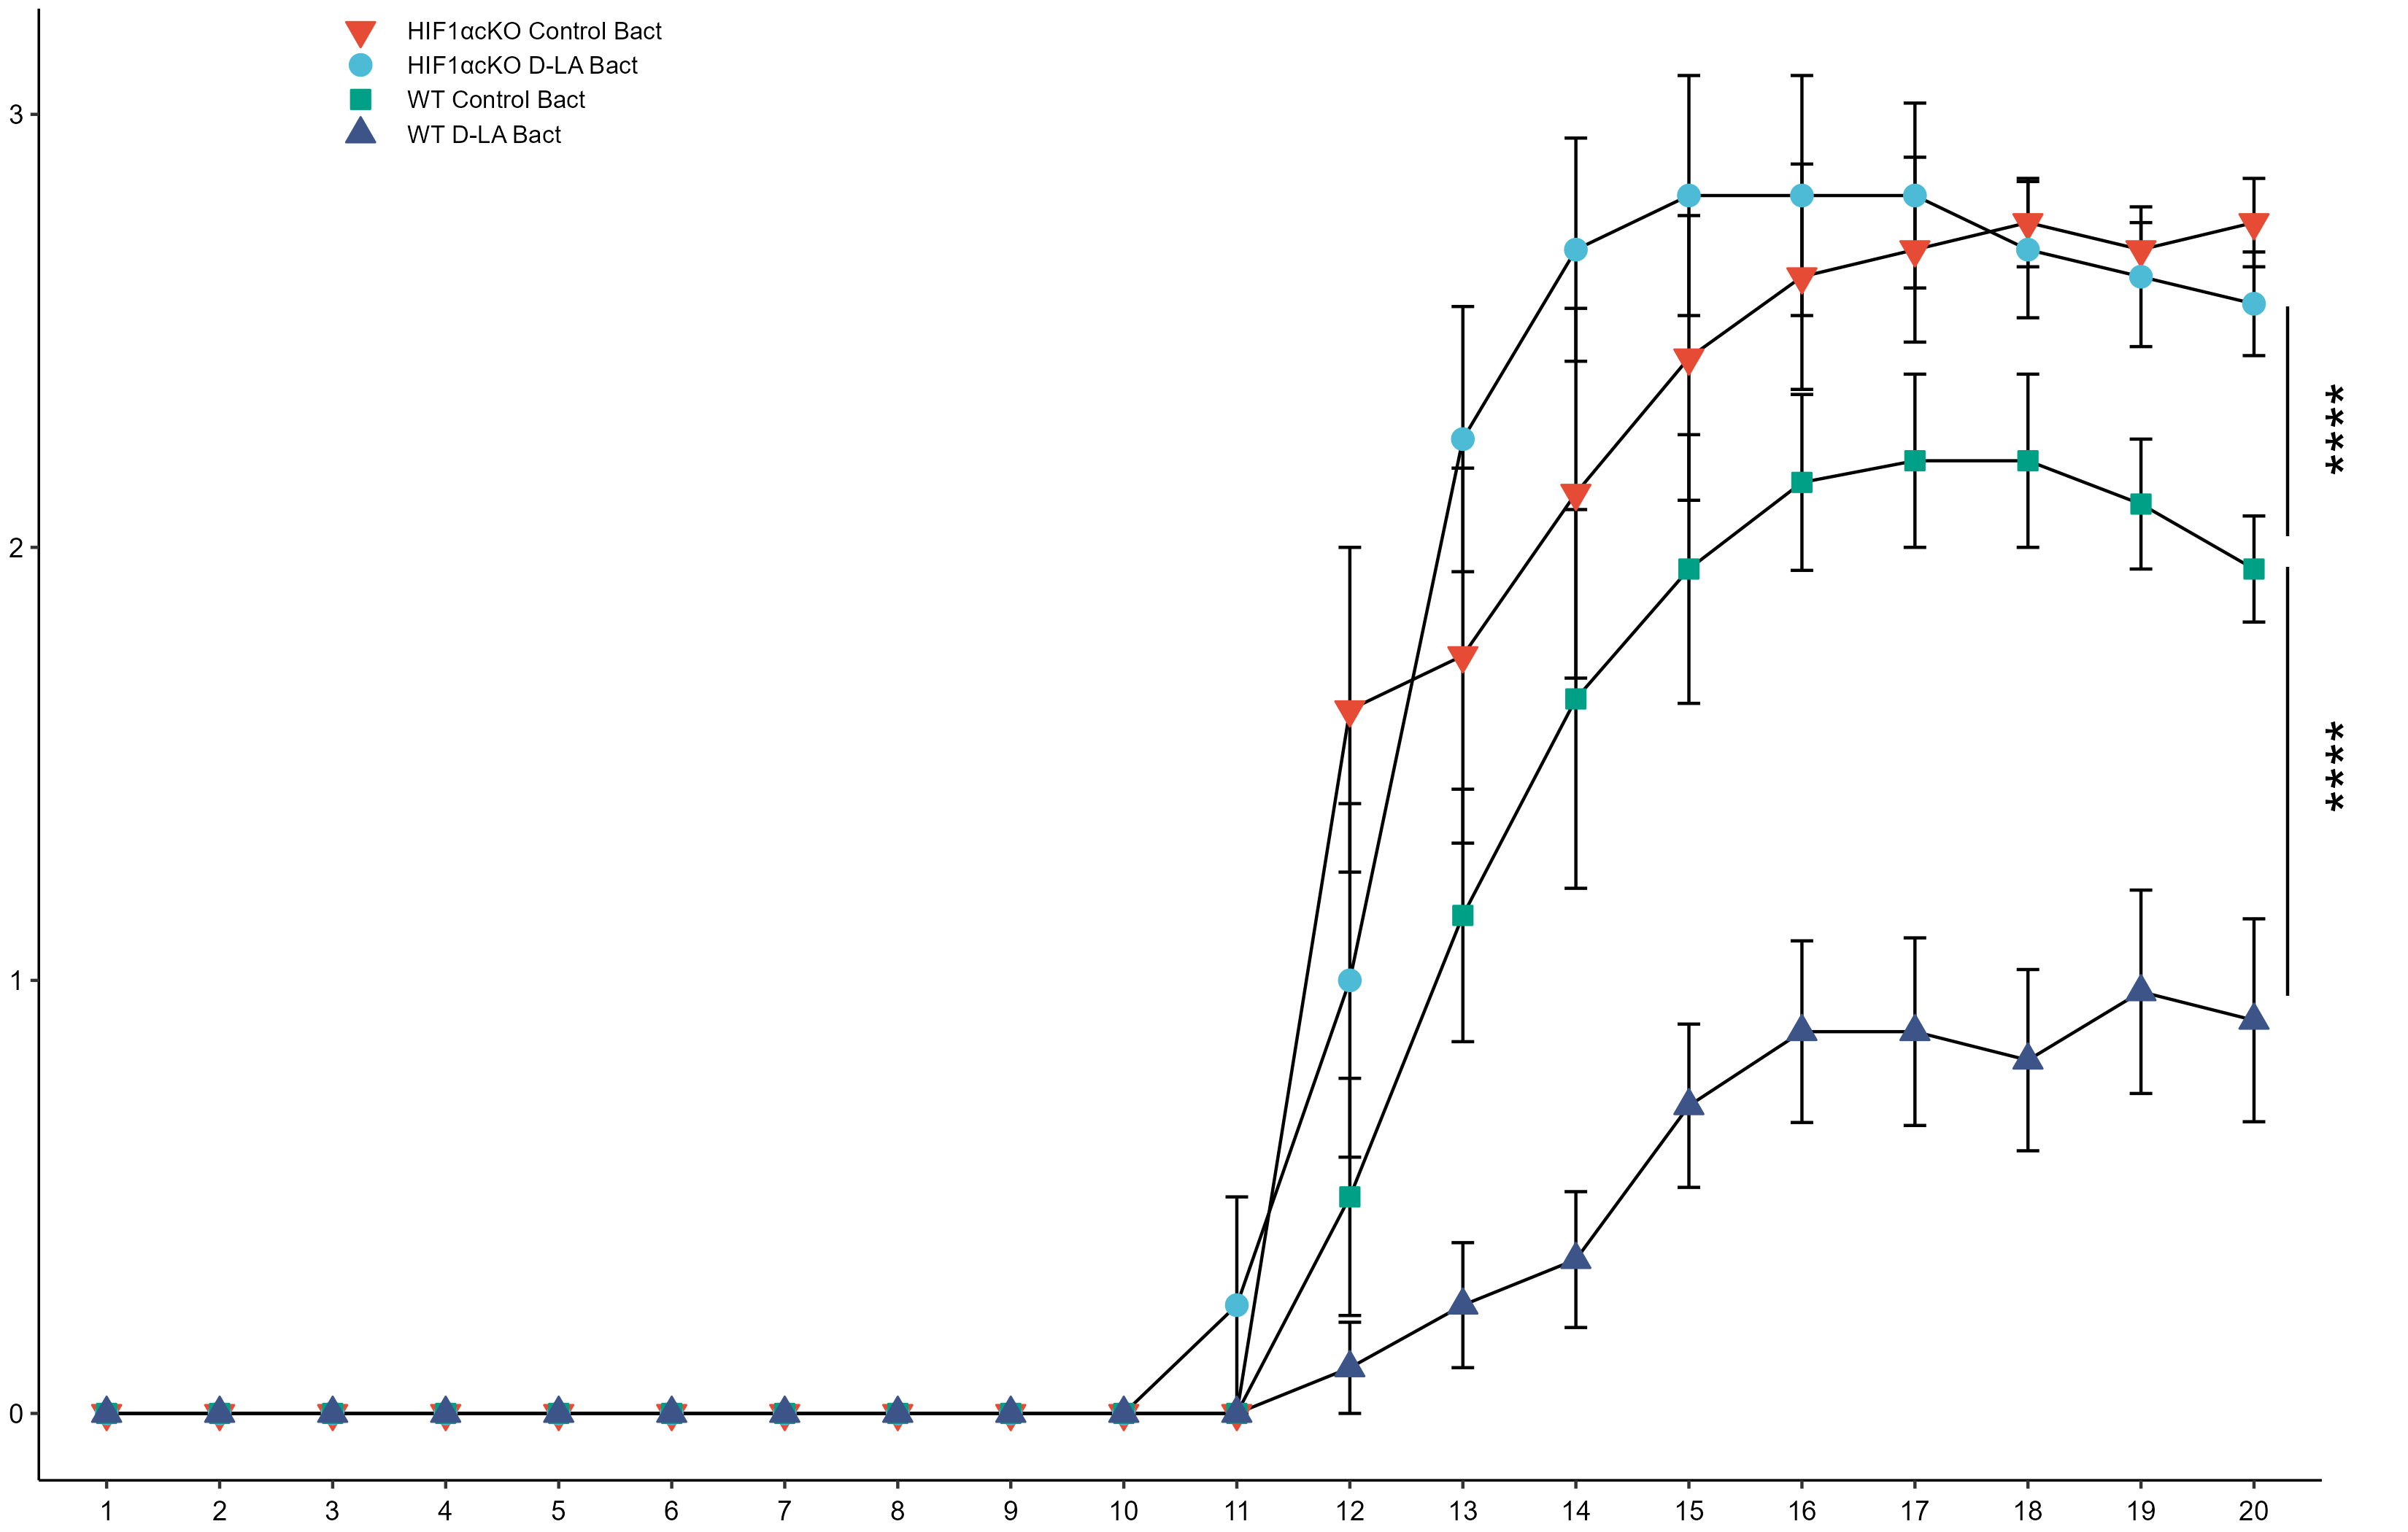 HIF1αcKO Control Bact
HIF1αcKO D-LA Bact
WT Control Bact
WT D-LA Bact
3
2
1
0
****
****
1 2 3 4 5 6 7 8 9 10 11 12 13 14 15 16 17 18 19 20